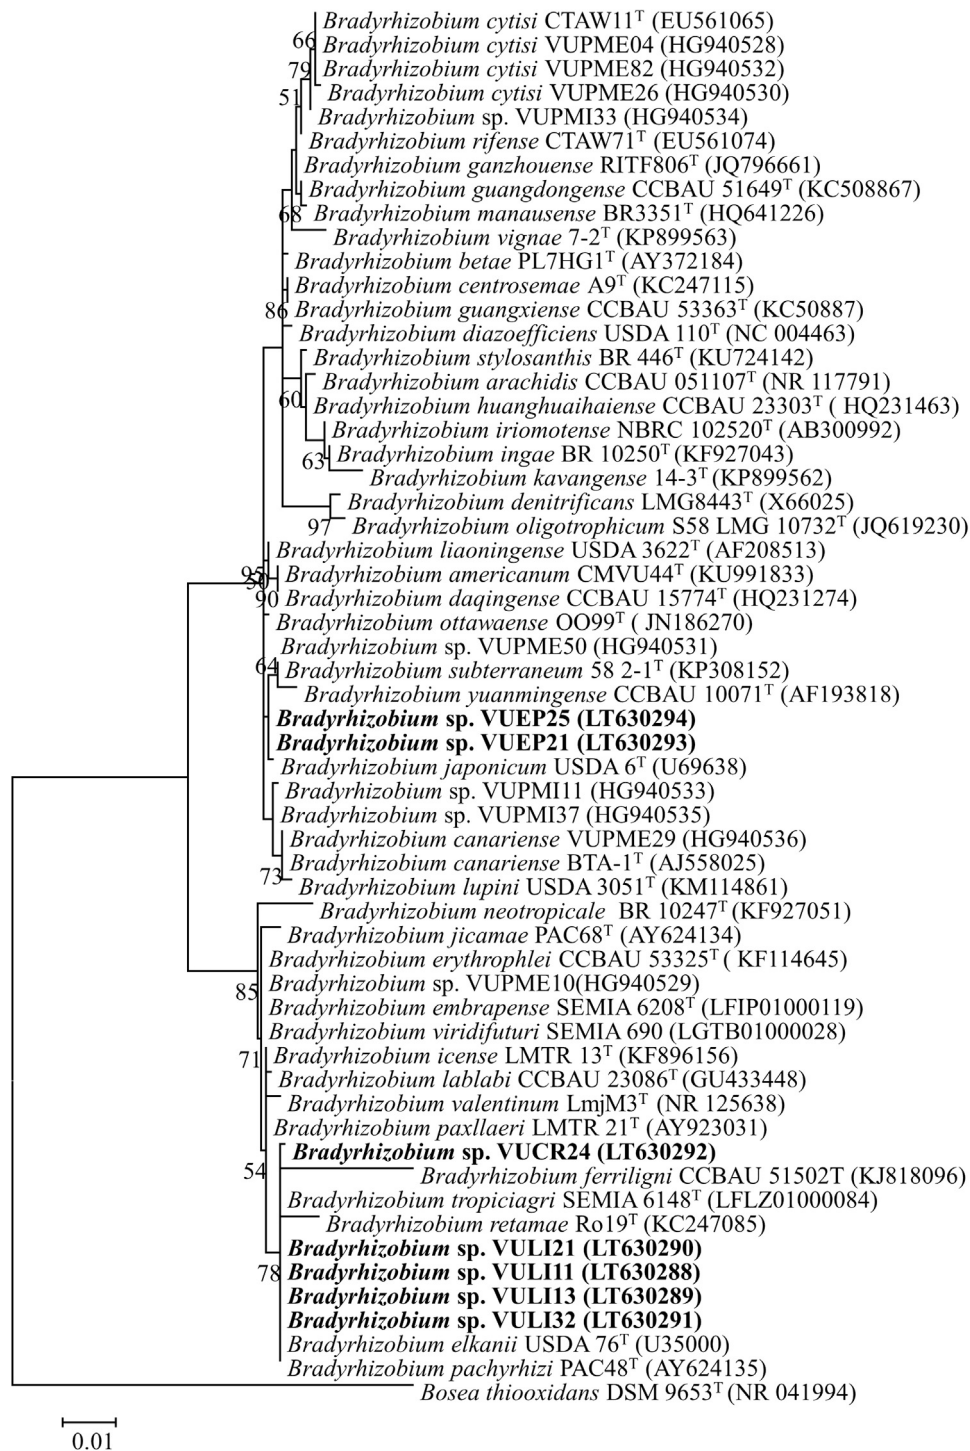 Bradyrhizobium cytisi CTAW11ᵀ (EU561065)
66
Bradyrhizobium cytisi VUPME04 (HG940528)
79
Bradyrhizobium cytisi VUPME82 (HG940532)
51
Bradyrhizobium cytisi VUPME26 (HG940530)
Bradyrhizobium sp. VUPMI33 (HG940534)
Bradyrhizobium rifense CTAW71ᵀ (EU561074)
Bradyrhizobium ganzhouense RITF806ᵀ (JQ796661)
Bradyrhizobium guangdongense CCBAU 51649ᵀ (KC508867)
68
Bradyrhizobium manausense BR3351ᵀ (HQ641226)
Bradyrhizobium vignae 7-2ᵀ (KP899563)
Bradyrhizobium betae PL7HG1ᵀ (AY372184)
Bradyrhizobium centrosemae A9ᵀ (KC247115)
86
Bradyrhizobium guangxiense CCBAU 53363ᵀ (KC50887)
Bradyrhizobium diazoefficiens USDA 110ᵀ (NC 004463)
Bradyrhizobium stylosanthis BR 446ᵀ (KU724142)
Bradyrhizobium arachidis CCBAU 051107ᵀ (NR 117791)
60
Bradyrhizobium huanghuaihaiense CCBAU 23303ᵀ ( HQ231463)
Bradyrhizobium iriomotense NBRC 102520ᵀ (AB300992)
63
Bradyrhizobium ingae BR 10250ᵀ (KF927043)
Bradyrhizobium kavangense 14-3ᵀ (KP899562)
Bradyrhizobium denitrificans LMG8443ᵀ (X66025)
97
Bradyrhizobium oligotrophicum S58 LMG 10732ᵀ (JQ619230)
Bradyrhizobium liaoningense USDA 3622ᵀ (AF208513)
95
Bradyrhizobium americanum CMVU44ᵀ (KU991833)
90
Bradyrhizobium daqingense CCBAU 15774ᵀ (HQ231274)
Bradyrhizobium ottawaense OO99ᵀ ( JN186270)
Bradyrhizobium sp. VUPME50 (HG940531)
64
Bradyrhizobium subterraneum 58 2-1ᵀ (KP308152)
Bradyrhizobium yuanmingense CCBAU 10071ᵀ (AF193818)
Bradyrhizobium sp. VUEP25 (LT630294)
Bradyrhizobium sp. VUEP21 (LT630293)
Bradyrhizobium japonicum USDA 6ᵀ (U69638)
Bradyrhizobium sp. VUPMI11 (HG940533)
Bradyrhizobium sp. VUPMI37 (HG940535)
Bradyrhizobium canariense VUPME29 (HG940536)
Bradyrhizobium canariense BTA-1ᵀ (AJ558025)
73
Bradyrhizobium lupini USDA 3051ᵀ (KM114861)
Bradyrhizobium neotropicale BR 10247ᵀ (KF927051)
Bradyrhizobium jicamae PAC68ᵀ (AY624134)
Bradyrhizobium erythrophlei CCBAU 53325ᵀ ( KF114645)
85
Bradyrhizobium sp. VUPME10(HG940529)
Bradyrhizobium embrapense SEMIA 6208ᵀ (LFIP01000119)
Bradyrhizobium viridifuturi SEMIA 690 (LGTB01000028)
71
Bradyrhizobium icense LMTR 13ᵀ (KF896156)
Bradyrhizobium lablabi CCBAU 23086ᵀ (GU433448)
Bradyrhizobium valentinum LmjM3ᵀ (NR 125638)
Bradyrhizobium paxllaeri LMTR 21ᵀ (AY923031)
Bradyrhizobium sp. VUCR24 (LT630292)
54
Bradyrhizobium ferriligni CCBAU 51502T (KJ818096)
Bradyrhizobium tropiciagri SEMIA 6148ᵀ (LFLZ01000084)
Bradyrhizobium retamae Ro19ᵀ (KC247085)
Bradyrhizobium sp. VULI21 (LT630290)
78
Bradyrhizobium sp. VULI11 (LT630288)
Bradyrhizobium sp. VULI13 (LT630289)
Bradyrhizobium sp. VULI32 (LT630291)
Bradyrhizobium elkanii USDA 76ᵀ (U35000)
Bradyrhizobium pachyrhizi PAC48ᵀ (AY624135)
Bosea thiooxidans DSM 9653ᵀ (NR 041994)
0.01